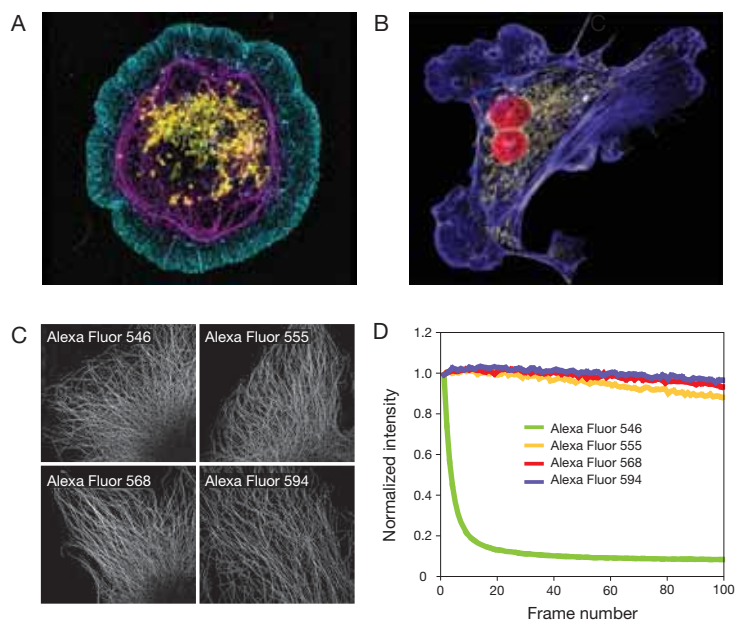 A
B
C
C
Alexa Fluor 546
Alexa Fluor 555
Alexa Fluor 568
Alexa Fluor 594
D
1.2
1.0
0.8
0.6
0.4
0.2
0
Normalized intensity
Alexa Fluor 546
Alexa Fluor 555
Alexa Fluor 568
Alexa Fluor 594
0
20
40
60
80
100
Frame number